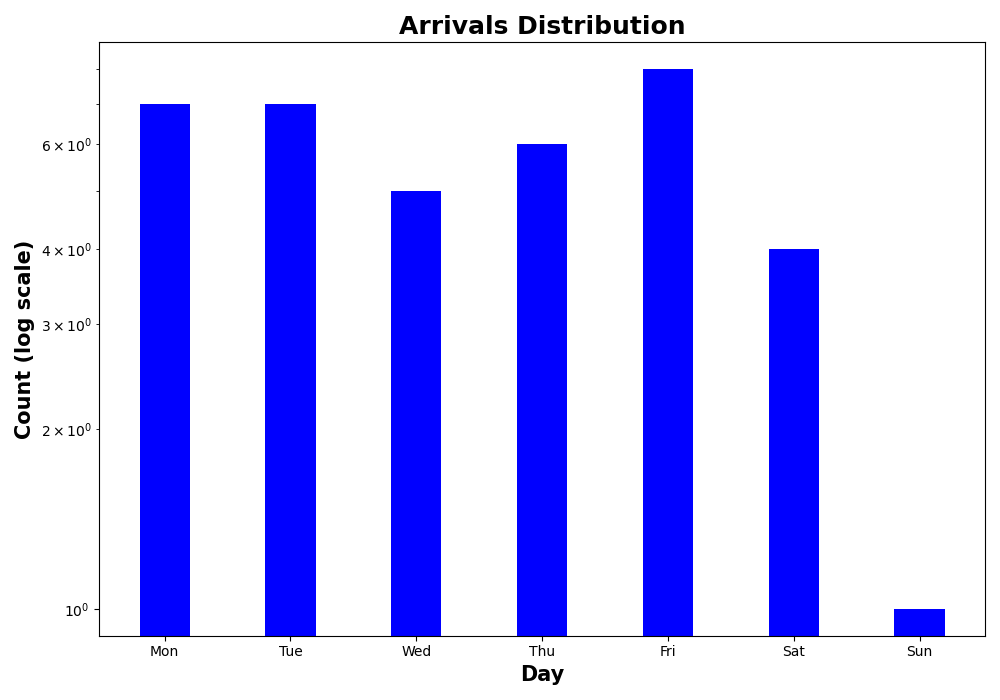 Arrivals Distribution
Count (log scale)
6 × 10⁰
4 × 10⁰
3 × 10⁰
2 × 10⁰
10⁰
Mon Tue Wed Thu Fri Sat Sun
Day